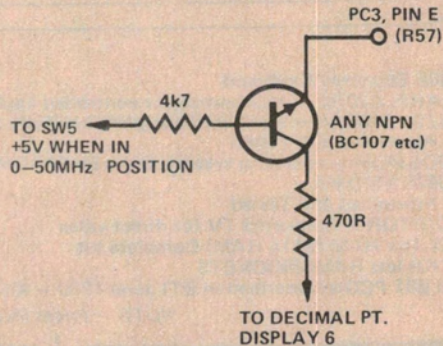 PC3, PIN E
(R57)
4k7
TO SW5
+5V WHEN IN
0–50MHz POSITION
ANY NPN
(BC107 etc)
470R
TO DECIMAL PT.
DISPLAY 6